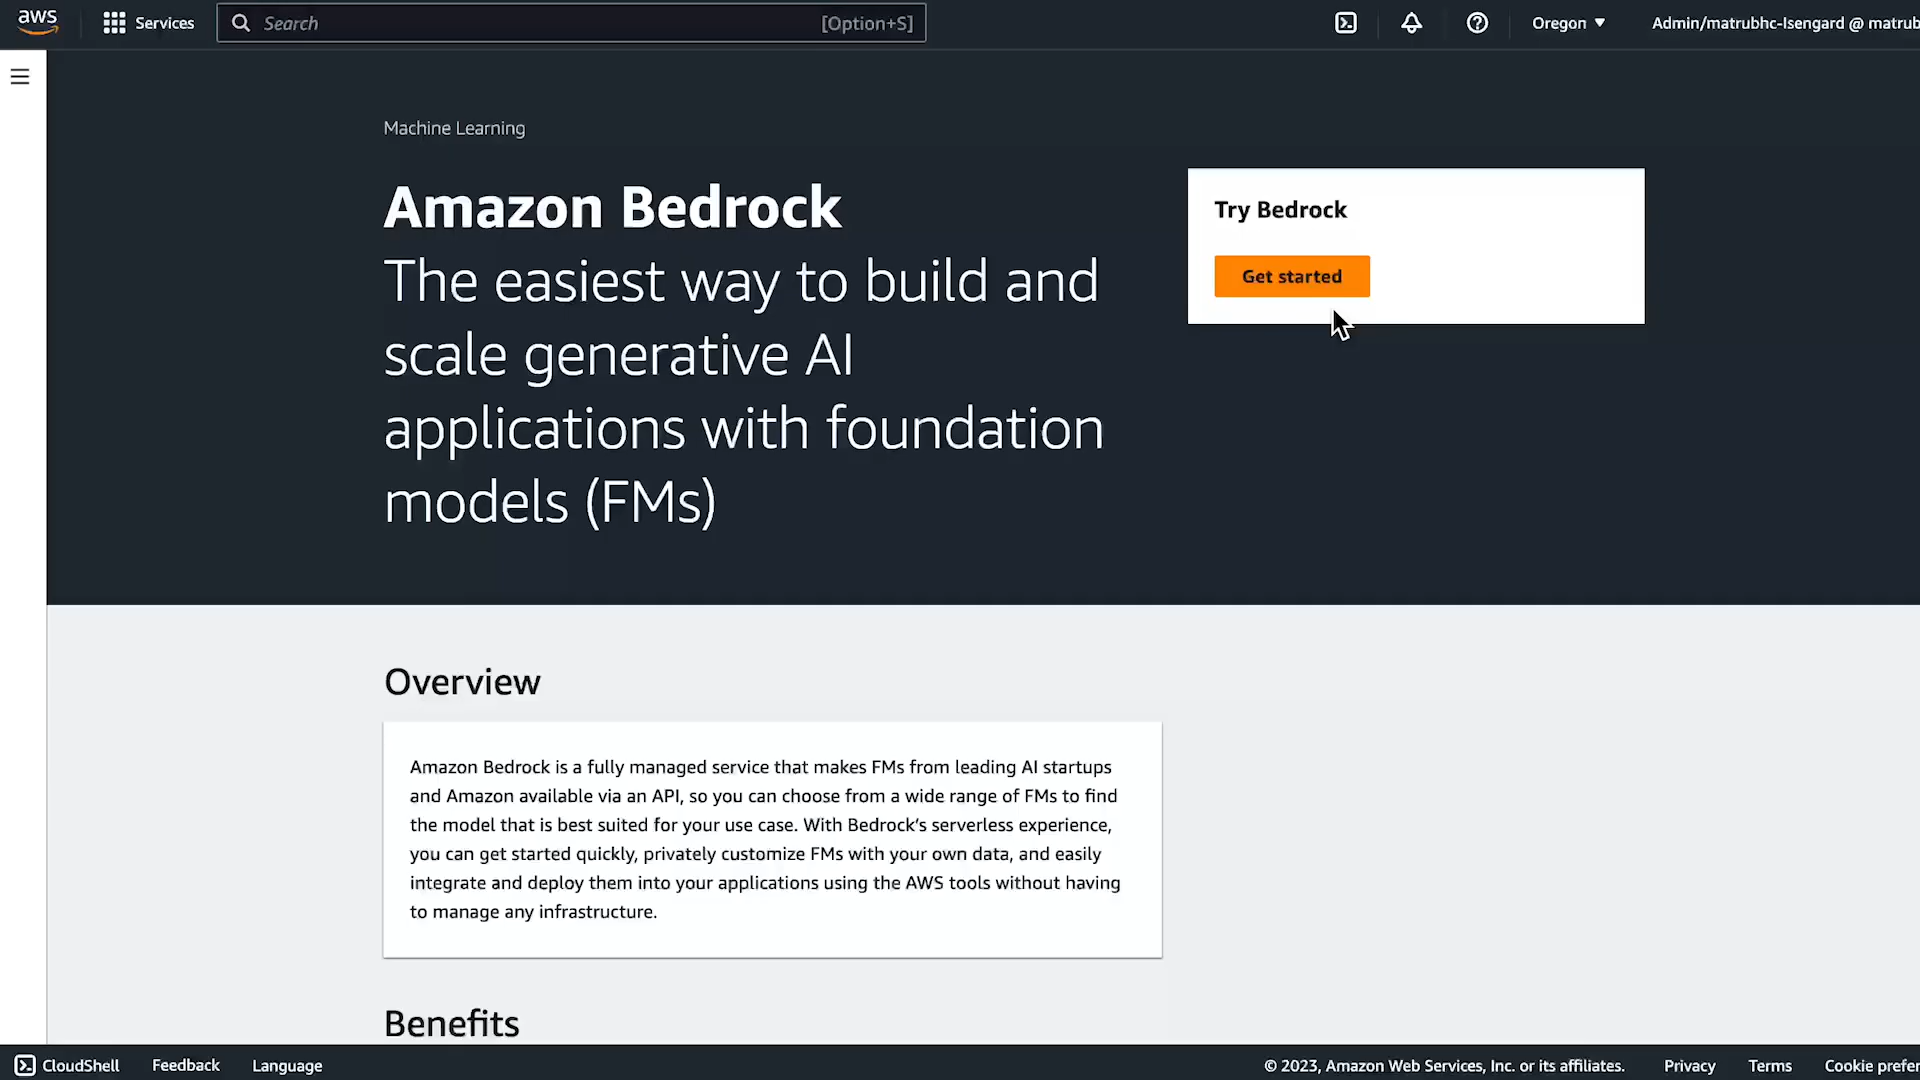 aws
Services
Search
[Option+S]
Oregon
Admin/matrubhc-Isengard @ matrub
Machine Learning
Amazon Bedrock
The easiest way to build and
scale generative AI
applications with foundation
models (FMs)
Try Bedrock
Get started
Overview
Amazon Bedrock is a fully managed service that makes FMs from leading AI startups
and Amazon available via an API, so you can choose from a wide range of FMs to find
the model that is best suited for your use case. With Bedrock’s serverless experience,
you can get started quickly, privately customize FMs with your own data, and easily
integrate and deploy them into your applications using the AWS tools without having
to manage any infrastructure.
Benefits
CloudShell
Feedback
Language
© 2023, Amazon Web Services, Inc. or its affiliates.
Privacy
Terms
Cookie prefer